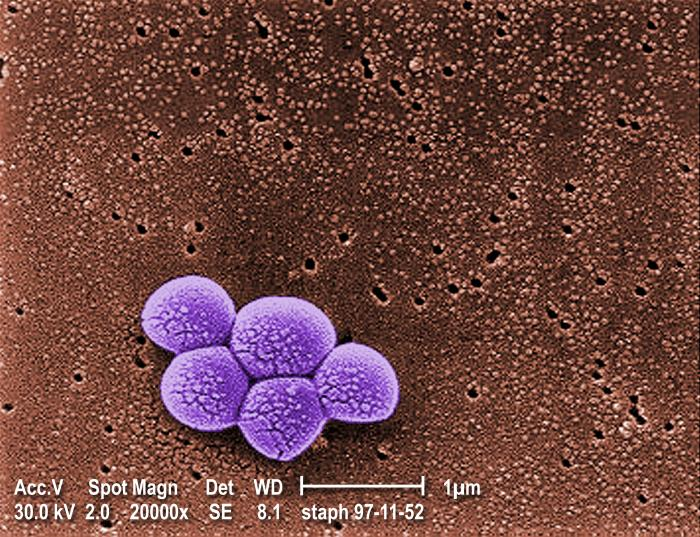 Acc.V Spot Magn Det WD 1µm
30.0 kV 2.0 20000x SE 8.1 staph 97-11-52